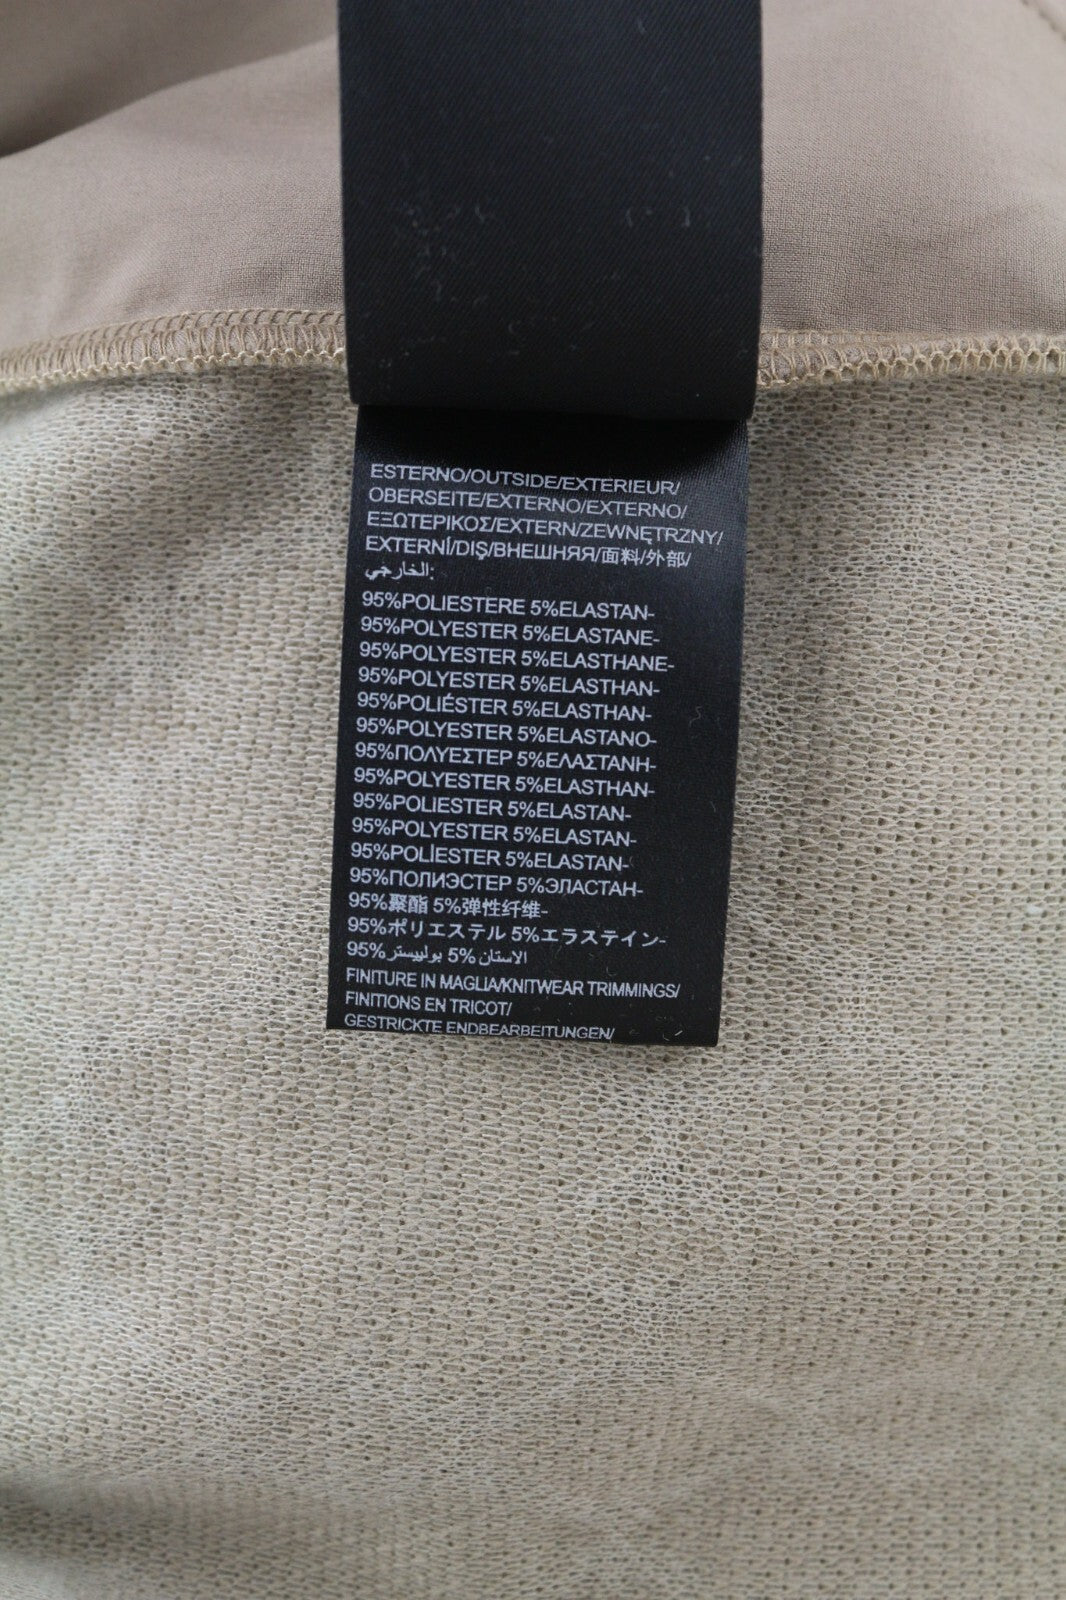 ESTERNO/OUTSIDE/EXTERIEUR/
OBERSEITE/EXTERNO/EXTERNO/
ΕΞΩΤΕΡΙΚΟΣ/EXTERN/ZEWNĘTRZNY/
EXTERNÍ/DIŞ/ВНЕШНЯЯ/面料/外部/
الخارجي:
95%POLIESTERE 5%ELASTAN-
95%POLYESTER 5%ELASTANE-
95%POLYESTER 5%ELASTHANE-
95%POLYESTER 5%ELASTHAN-
95%POLIÉSTER 5%ELASTHAN-
95%POLYESTER 5%ELASTANO-
95%ΠΟΛΥΕΣΤΕΡ 5%ΕΛΑΣΤΑΝΗ-
95%POLYESTER 5%ELASTHAN-
95%POLIESTER 5%ELASTAN-
95%POLYESTER 5%ELASTAN-
95%POLİESTER 5%ELASTAN-
95%ПОЛИЭСТЕР 5%ЭЛАСТАН-
95%聚酯 5%弹性纤维-
95%ポリエステル 5%エラステイン-
95% بوليستر 5% الاستان
FINITURE IN MAGLIA/KNITWEAR TRIMMINGS/
FINITIONS EN TRICOT/
GESTRICKTE ENDBEARBEITUNGEN/